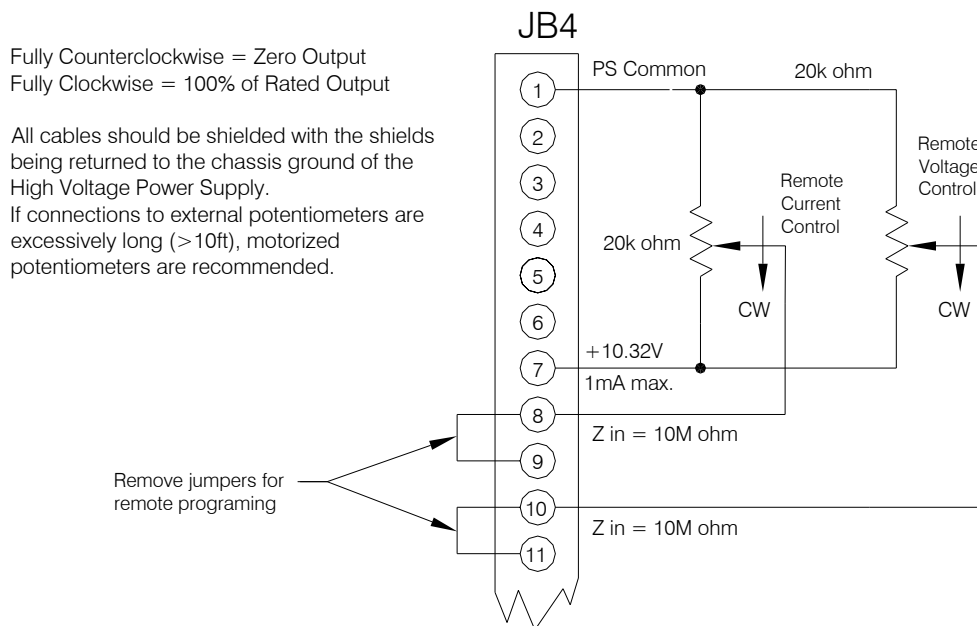 JB4
Fully Counterclockwise = Zero Output
Fully Clockwise = 100% of Rated Output
All cables should be shielded with the shields
being returned to the chassis ground of the
High Voltage Power Supply.
If connections to external potentiometers are
excessively long (>10ft), motorized
potentiometers are recommended.
1
2
3
4
5
6
7
8
9
10
11
PS Common
20k ohm
Remote
Voltage
Control
Remote
Current
Control
20k ohm
CW
CW
+10.32V
1mA max.
Z in = 10M ohm
Z in = 10M ohm
Remove jumpers for
remote programing